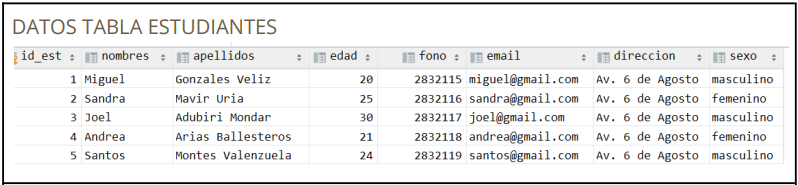 DATOS TABLA ESTUDIANTES
id_est nombres apellidos edad fono email direccion sexo
1 Miguel Gonzales Veliz 20 2832115 miguel@gmail.com Av. 6 de Agosto masculino
2 Sandra Mavir Uria 25 2832116 sandra@gmail.com Av. 6 de Agosto femenino
3 Joel Adubiri Mondar 30 2832117 joel@gmail.com Av. 6 de Agosto masculino
4 Andrea Arias Ballesteros 21 2832118 andrea@gmail.com Av. 6 de Agosto femenino
5 Santos Montes Valenzuela 24 2832119 santos@gmail.com Av. 6 de Agosto masculino